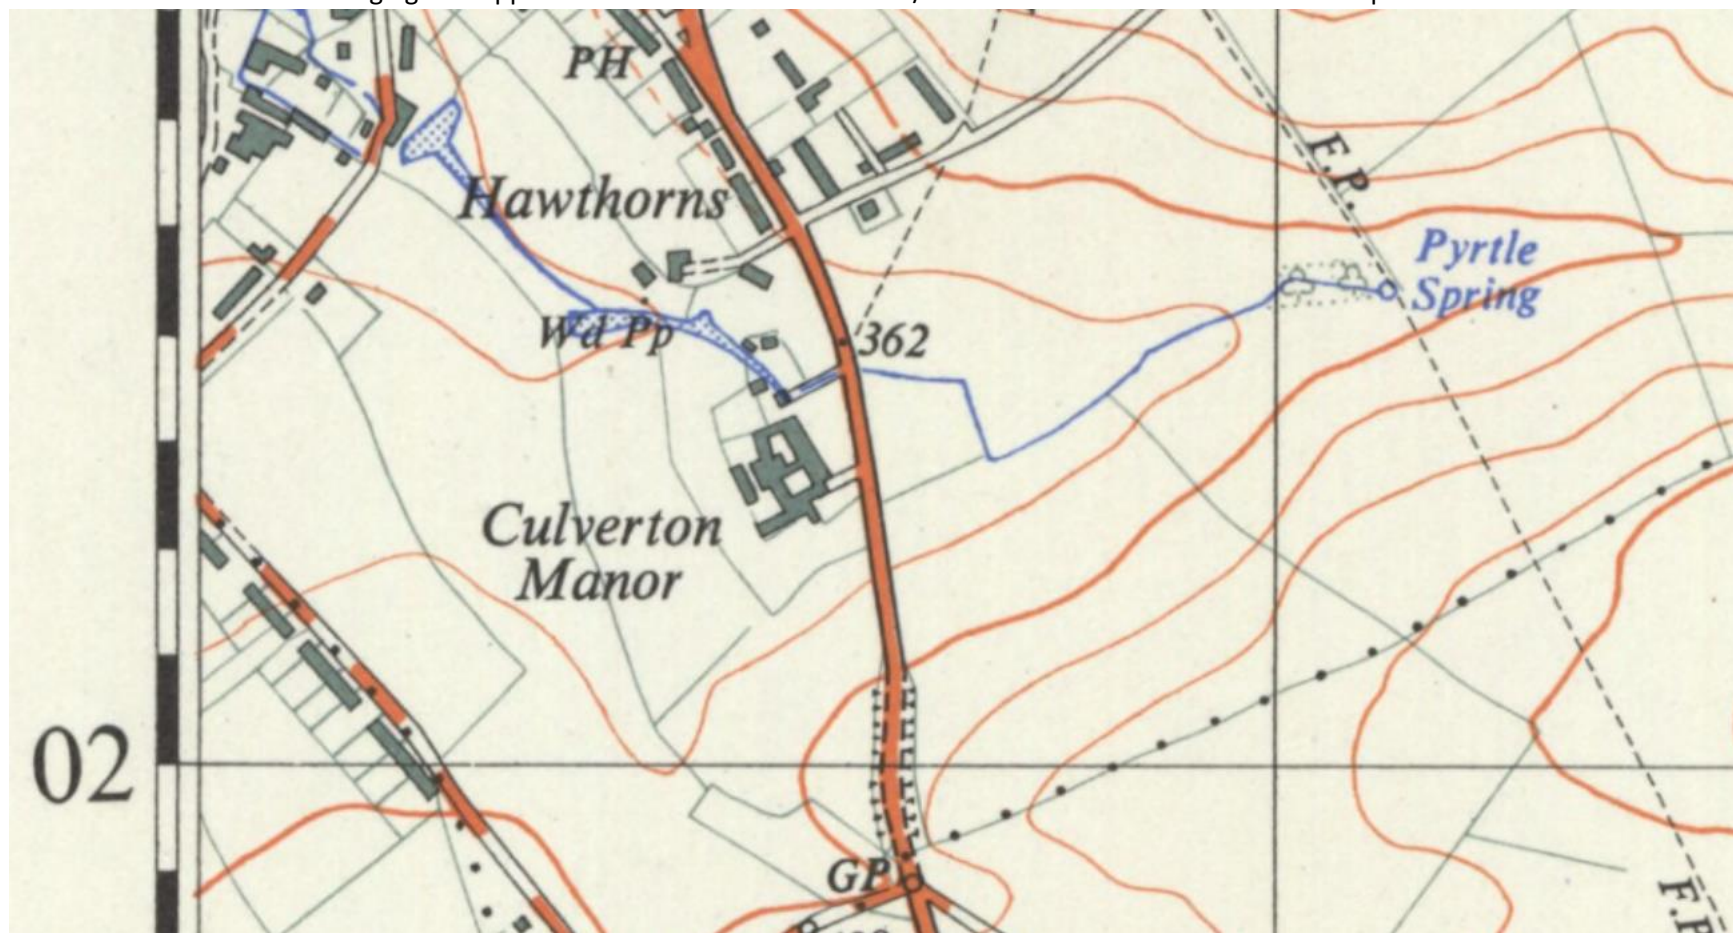 PH
F.P.
Hawthorns
Pyrtle
Spring
Wd Pp
362
Culverton
Manor
02
GP
F.P